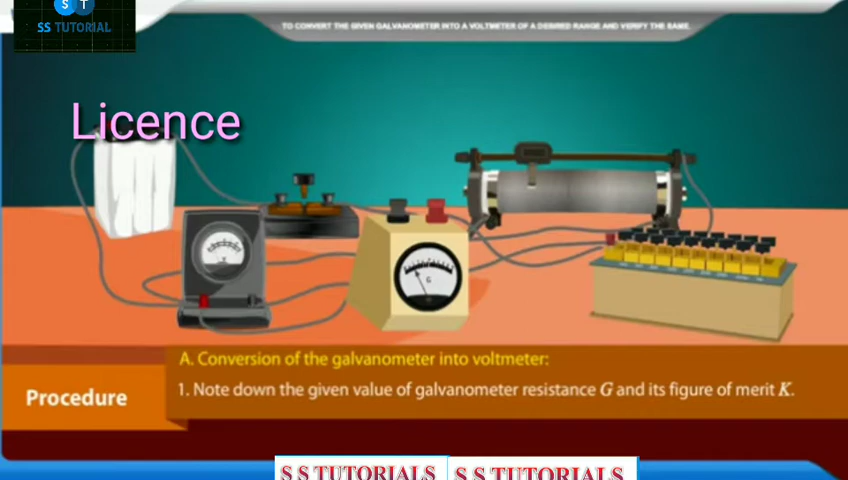 S T
SS TUTORIAL
TO CONVERT THE GIVEN GALVANOMETER INTO A VOLTMETER OF A DESIRED RANGE AND VERIFY THE SAME.
Licence
V
G
A. Conversion of the galvanometer into voltmeter:
Procedure
1. Note down the given value of galvanometer resistance G and its figure of merit K.
S S TUTORIALS S S TUTORIALS